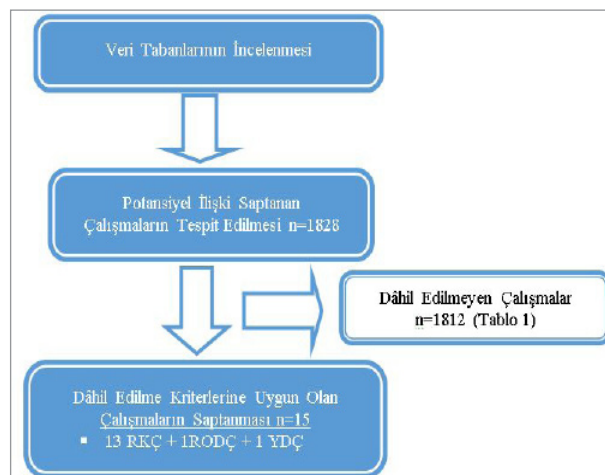 Veri Tabanlarının İncelenmesi
Potansiyel İlişki Saptanan
Çalışmaların Tespit Edilmesi n=1828
Dâhil Edilmeyen Çalışmalar
n=1812 (Tablo 1)
Dâhil Edilme Kriterlerine Uygun Olan
Çalışmaların Saptanması n=15
▪ 13 RKÇ + 1RODÇ + 1 YDÇ